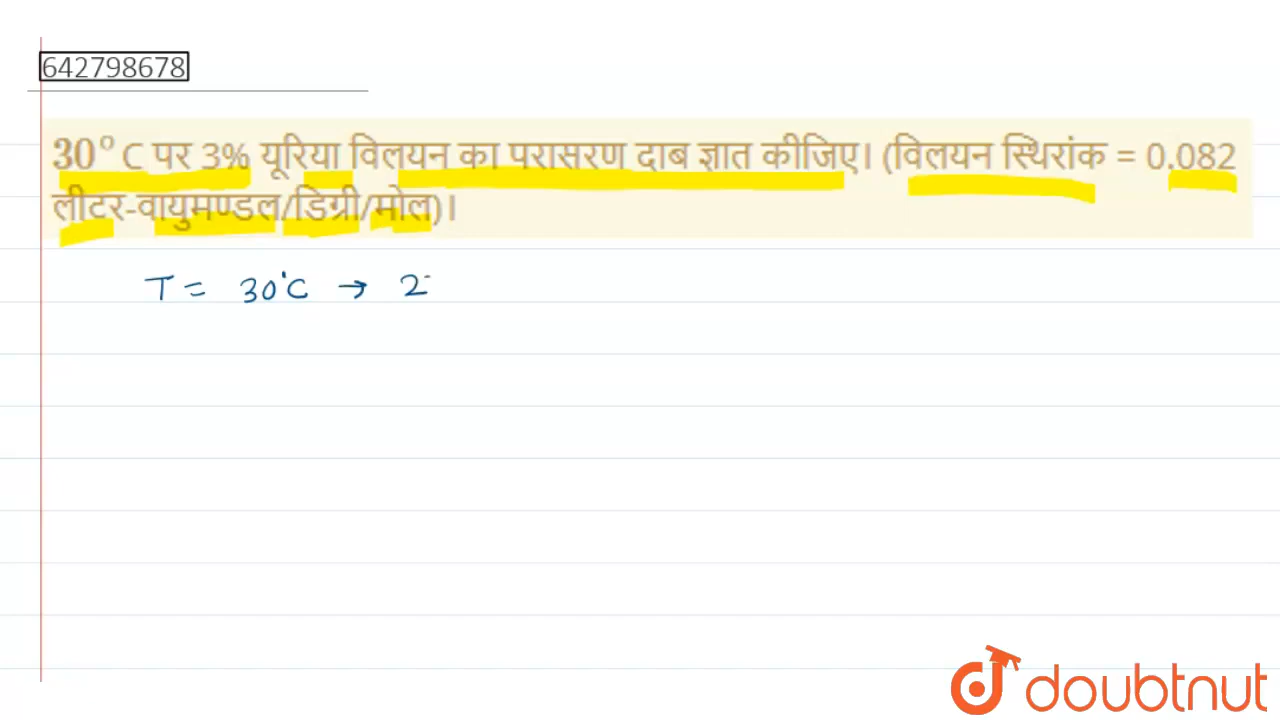 642798678
30° C पर 3% यूरिया विलयन का परासरण दाब ज्ञात कीजिए। (विलयन स्थिरांक = 0.082
लीटर-वायुमण्डल/डिग्री/मोल)।
T = 30°C → 2
doubtnut